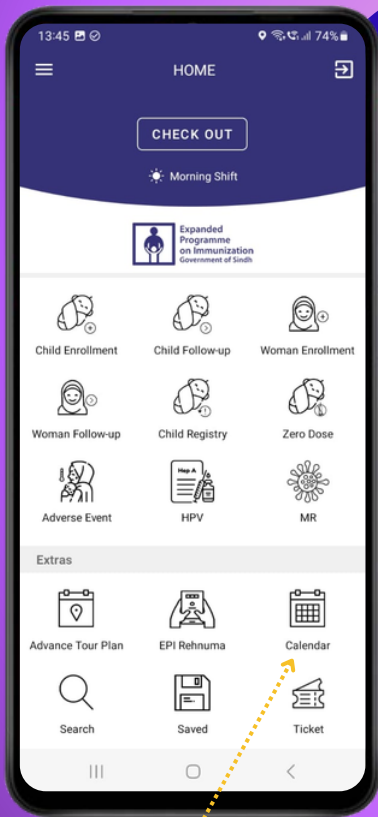 13:45 74%
HOME
CHECK OUT
Morning Shift
Expanded
Programme
on Immunization
Government of Sindh
Child Enrollment Child Follow-up Woman Enrollment
Woman Follow-up Child Registry Zero Dose
Hep A
Adverse Event HPV MR
Extras
Advance Tour Plan EPI Rehnuma Calendar
Search Saved Ticket